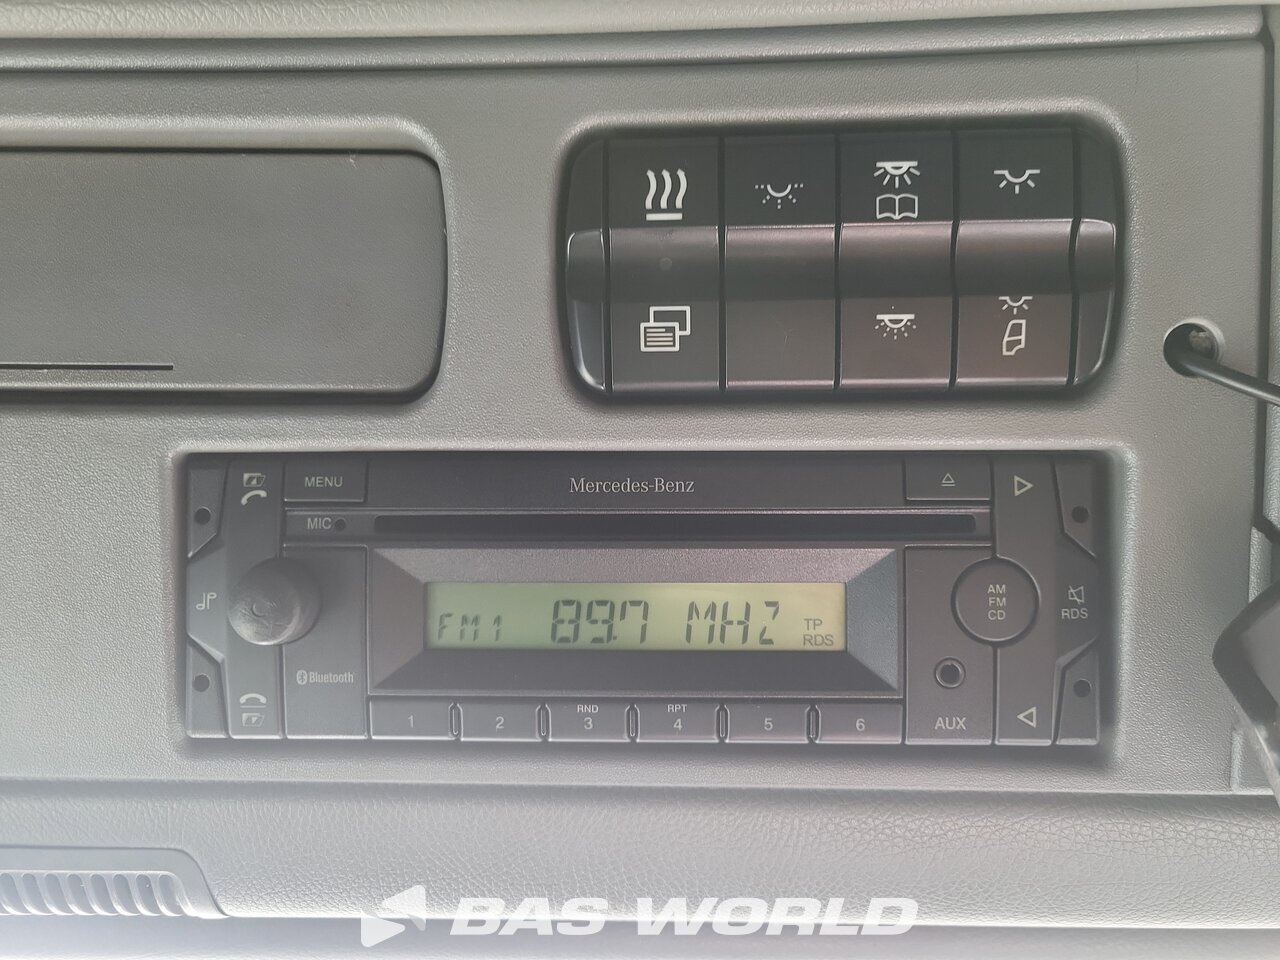 MENU
Mercedes-Benz
MIC
AM
FM
CD
RDS
FM1 89.7 MHZ
TP
RDS
Bluetooth
1
2
RND
3
RPT
4
5
6
AUX
BAS WORLD